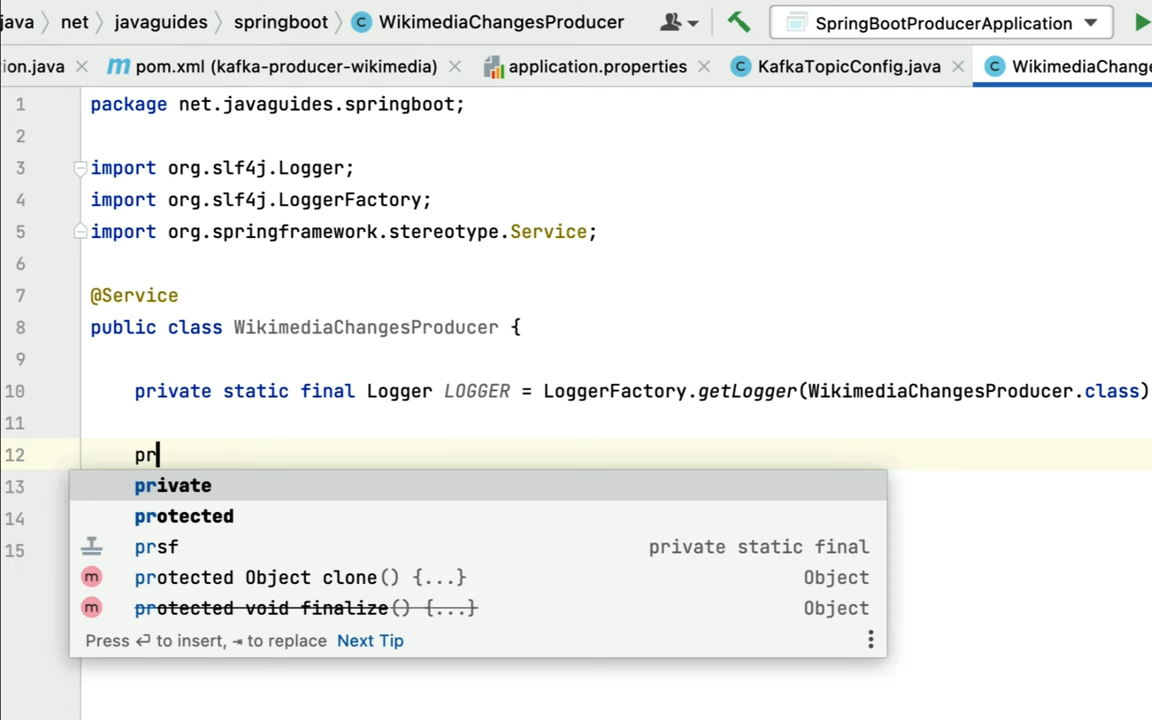 java net javaguides springboot C WikimediaChangesProducer SpringBootProducerApplication
ion.java m pom.xml (kafka-producer-wikimedia) application.properties C KafkaTopicConfig.java C WikimediaChange
1 package net.javaguides.springboot;
2
3 import org.slf4j.Logger;
4 import org.slf4j.LoggerFactory;
5 import org.springframework.stereotype.Service;
6
7 @Service
8 public class WikimediaChangesProducer {
9
10 private static final Logger LOGGER = LoggerFactory.getLogger(WikimediaChangesProducer.class)
11
12 pr
13 private
14 protected
prsf private static final
15
m protected Object clone() {...} Object
m protected void finalize() {...} Object
Press ↵ to insert, ⇥ to replace Next Tip